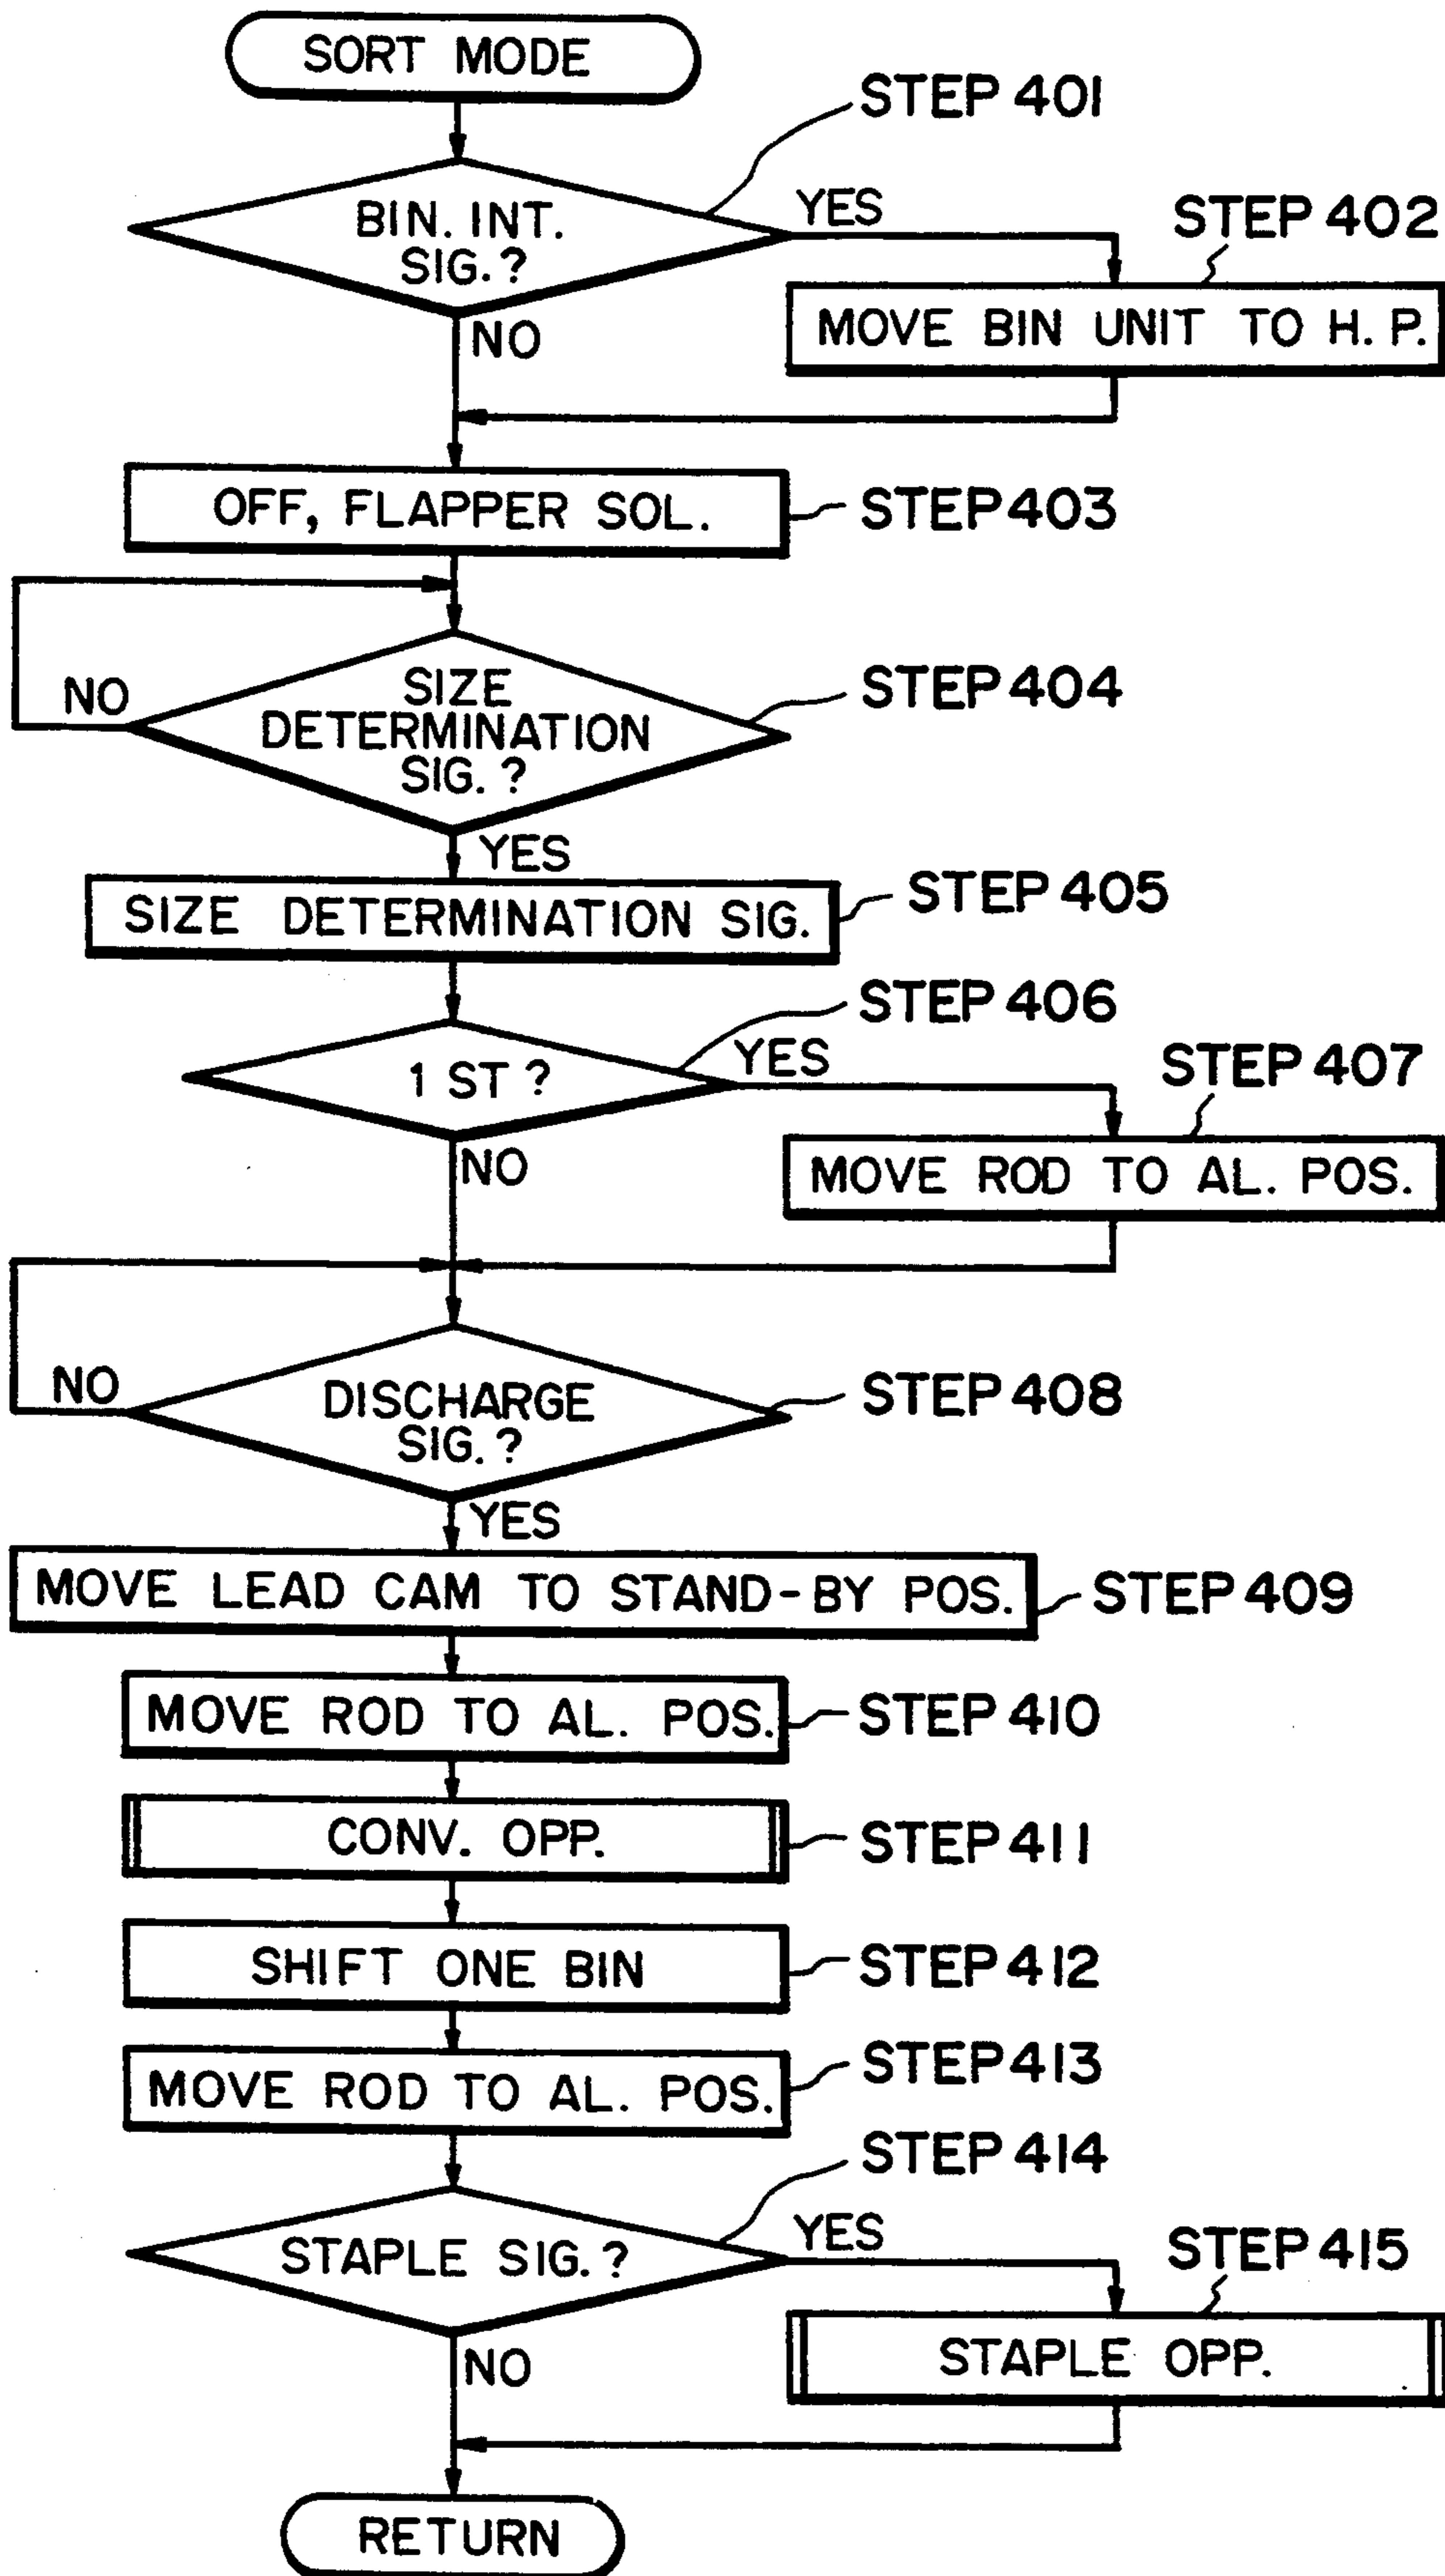 SORT MODE
STEP 401
BIN. INT.
SIG. ?
YES
STEP 402
MOVE BIN UNIT TO H. P.
NO
OFF, FLAPPER SOL.
STEP 403
NO
SIZE
DETERMINATION
SIG. ?
STEP 404
YES
SIZE DETERMINATION SIG.
STEP 405
STEP 406
1 ST ?
YES
STEP 407
MOVE ROD TO AL. POS.
NO
NO
DISCHARGE
SIG. ?
STEP 408
YES
MOVE LEAD CAM TO STAND-BY POS.
STEP 409
MOVE ROD TO AL. POS.
STEP 410
CONV. OPP.
STEP 411
SHIFT ONE BIN
STEP 412
MOVE ROD TO AL. POS.
STEP 413
STEP 414
STAPLE SIG. ?
YES
STEP 415
STAPLE OPP.
NO
RETURN